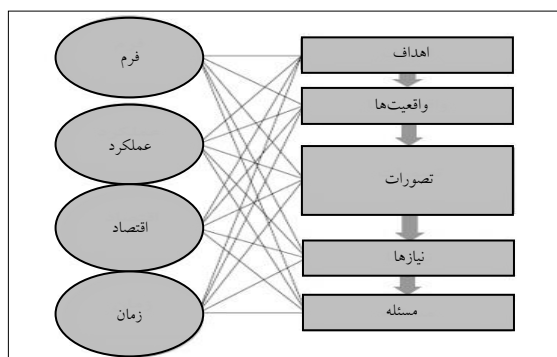 فرم
عملکرد
اقتصاد
زمان
اهداف
واقعیت‌ها
تصورات
نیازها
مسئله